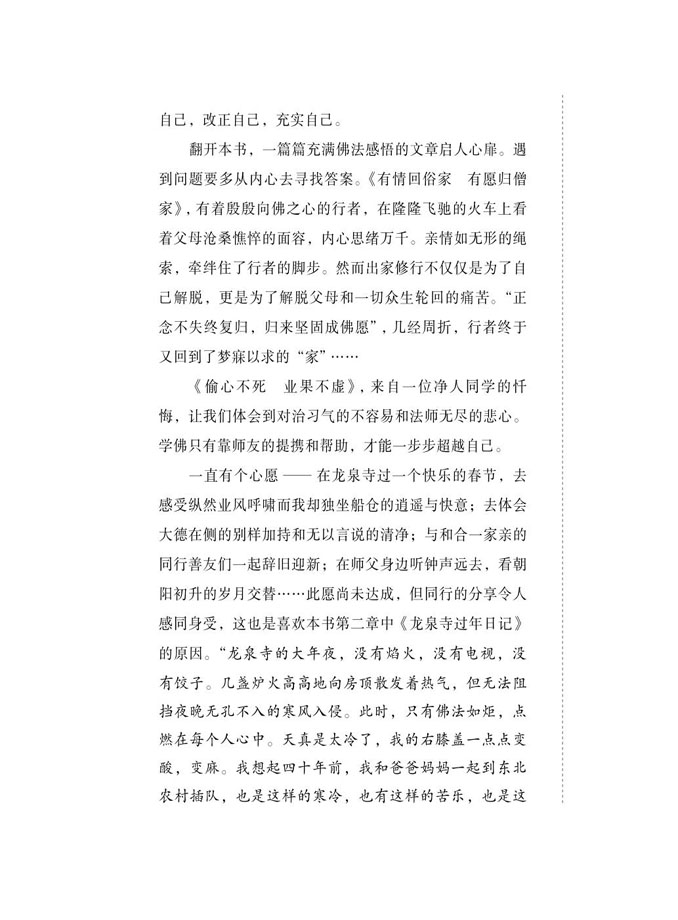 自己，改正自己，充实自己。
翻开本书，一篇篇充满佛法感悟的文章启人心扉。遇
到问题要多从内心去寻找答案。《有情回俗家　有愿归僧
家》，有着殷殷向佛之心的行者，在隆隆飞驰的火车上看
着父母沧桑憔悴的面容，内心思绪万千。亲情如无形的绳
索，牵绊住了行者的脚步。然而出家修行不仅仅是为了自
己解脱，更是为了解脱父母和一切众生轮回的痛苦。“正
念不失终复归，归来坚固成佛愿”，几经周折，行者终于
又回到了梦寐以求的“家”……
《偷心不死　业果不虚》，来自一位净人同学的忏
悔，让我们体会到对治习气的不容易和法师无尽的悲心。
学佛只有靠师友的提携和帮助，才能一步步超越自己。
一直有个心愿 —— 在龙泉寺过一个快乐的春节，去
感受纵然业风呼啸而我却独坐船仓的逍遥与快意；去体会
大德在侧的别样加持和无以言说的清净；与和合一家亲的
同行善友们一起辞旧迎新；在师父身边听钟声远去，看朝
阳初升的岁月交替……此愿尚未达成，但同行的分享令人
感同身受，这也是喜欢本书第二章中《龙泉寺过年日记》
的原因。“龙泉寺的大年夜，没有焰火，没有电视，没
有饺子。几盏炉火高高地向房顶散发着热气，但无法阻
挡夜晚无孔不入的寒风入侵。此时，只有佛法如炬，点
燃在每个人心中。天真是太冷了，我的右膝盖一点点变
酸，变麻。我想起四十年前，我和爸爸妈妈一起到东北
农村插队，也是这样的寒冷，也有这样的苦乐，也是这